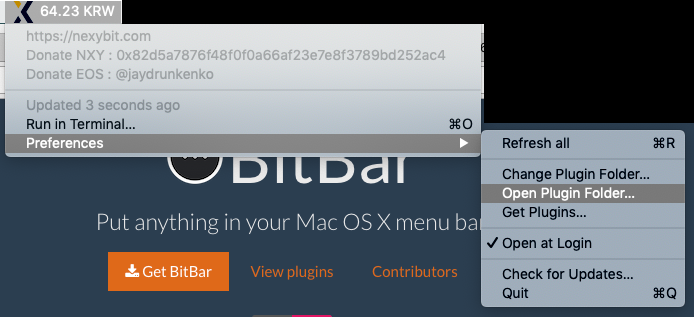 64.23 KRW
https://nexybit.com
Donate NXY : 0x82d5a7876f48f0f0a66af23e7e8f3789bd252ac4
Donate EOS : @jaydrunkenko
Updated 3 seconds ago
Run in Terminal... ⌘O
Preferences ▶
Refresh all ⌘R
Change Plugin Folder...
Open Plugin Folder...
Get Plugins...
✓ Open at Login
Check for Updates...
Quit ⌘Q
BitBar
Put anything in your Mac OS X menu bar
Get BitBar
View plugins
Contributors